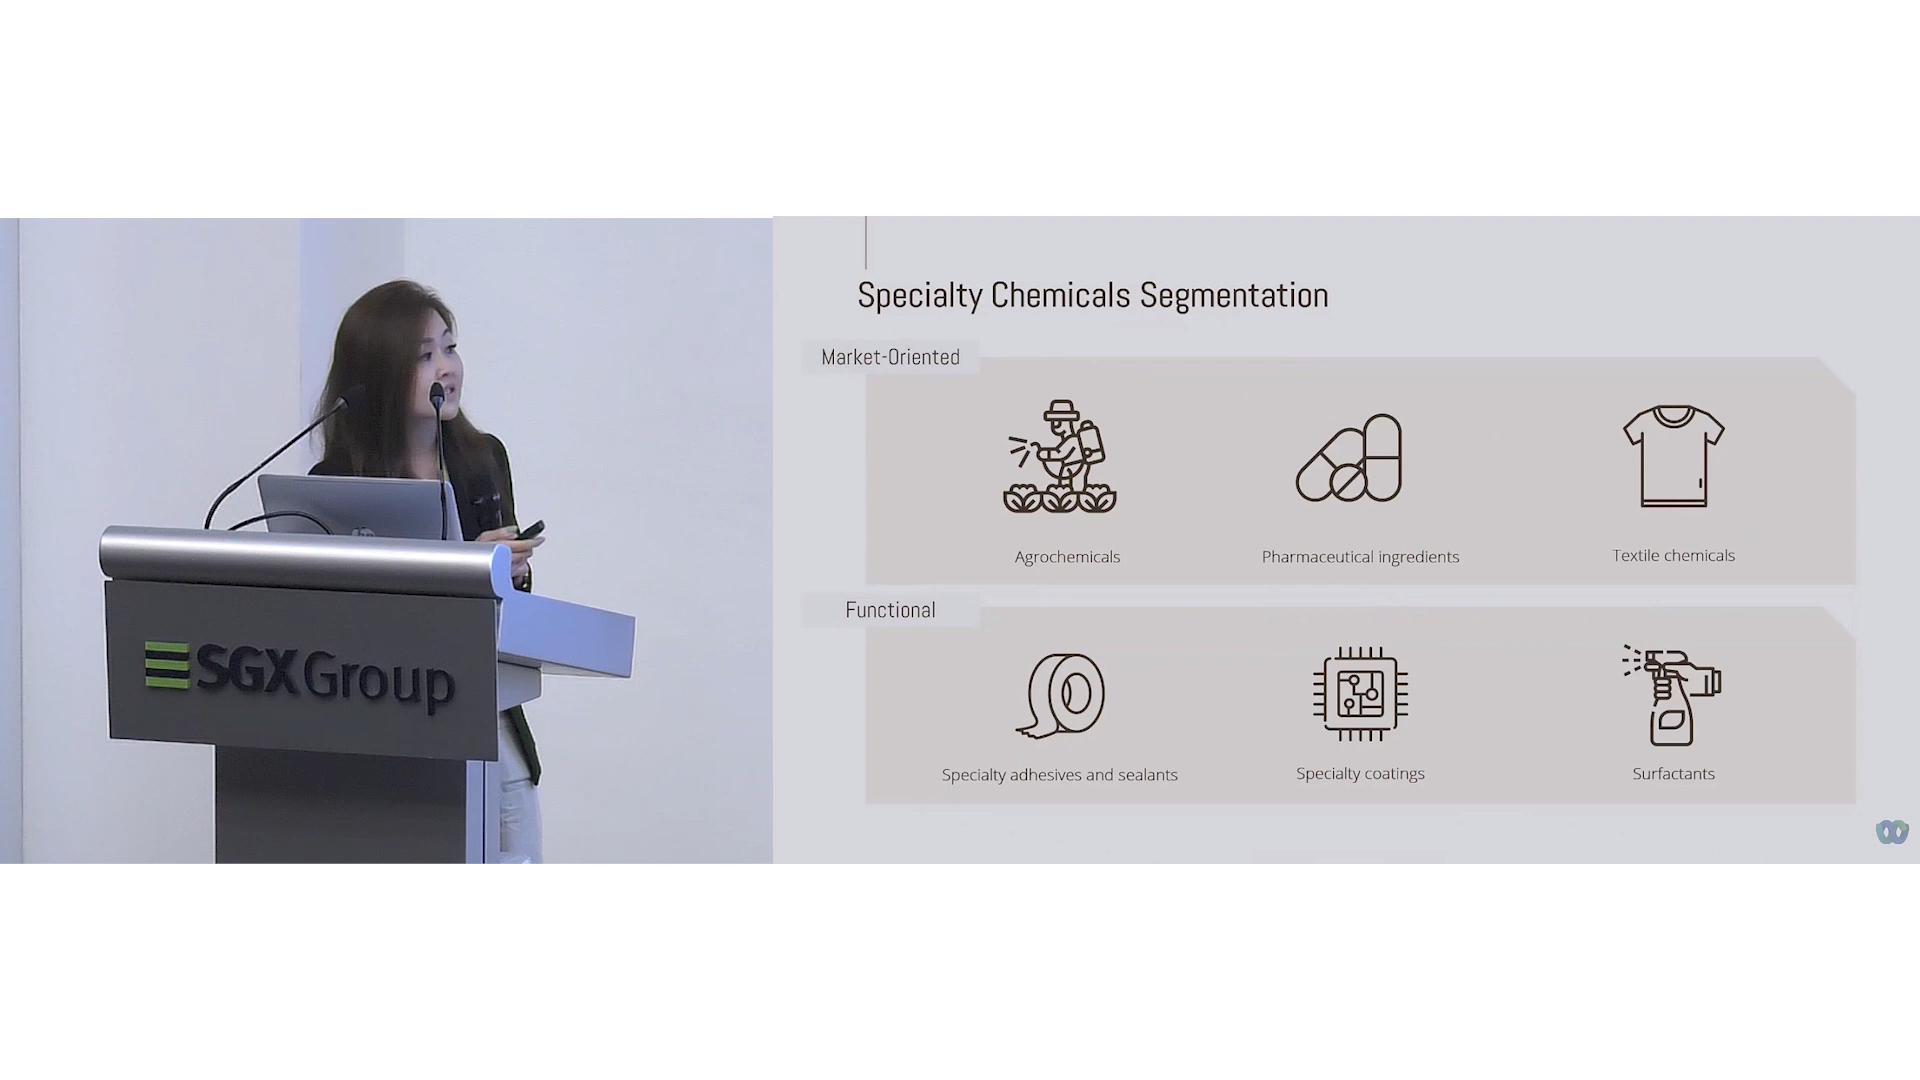 Specialty Chemicals Segmentation
Market-Oriented
Agrochemicals
Pharmaceutical ingredients
Textile chemicals
Functional
Specialty adhesives and sealants
Specialty coatings
Surfactants
SGX Group